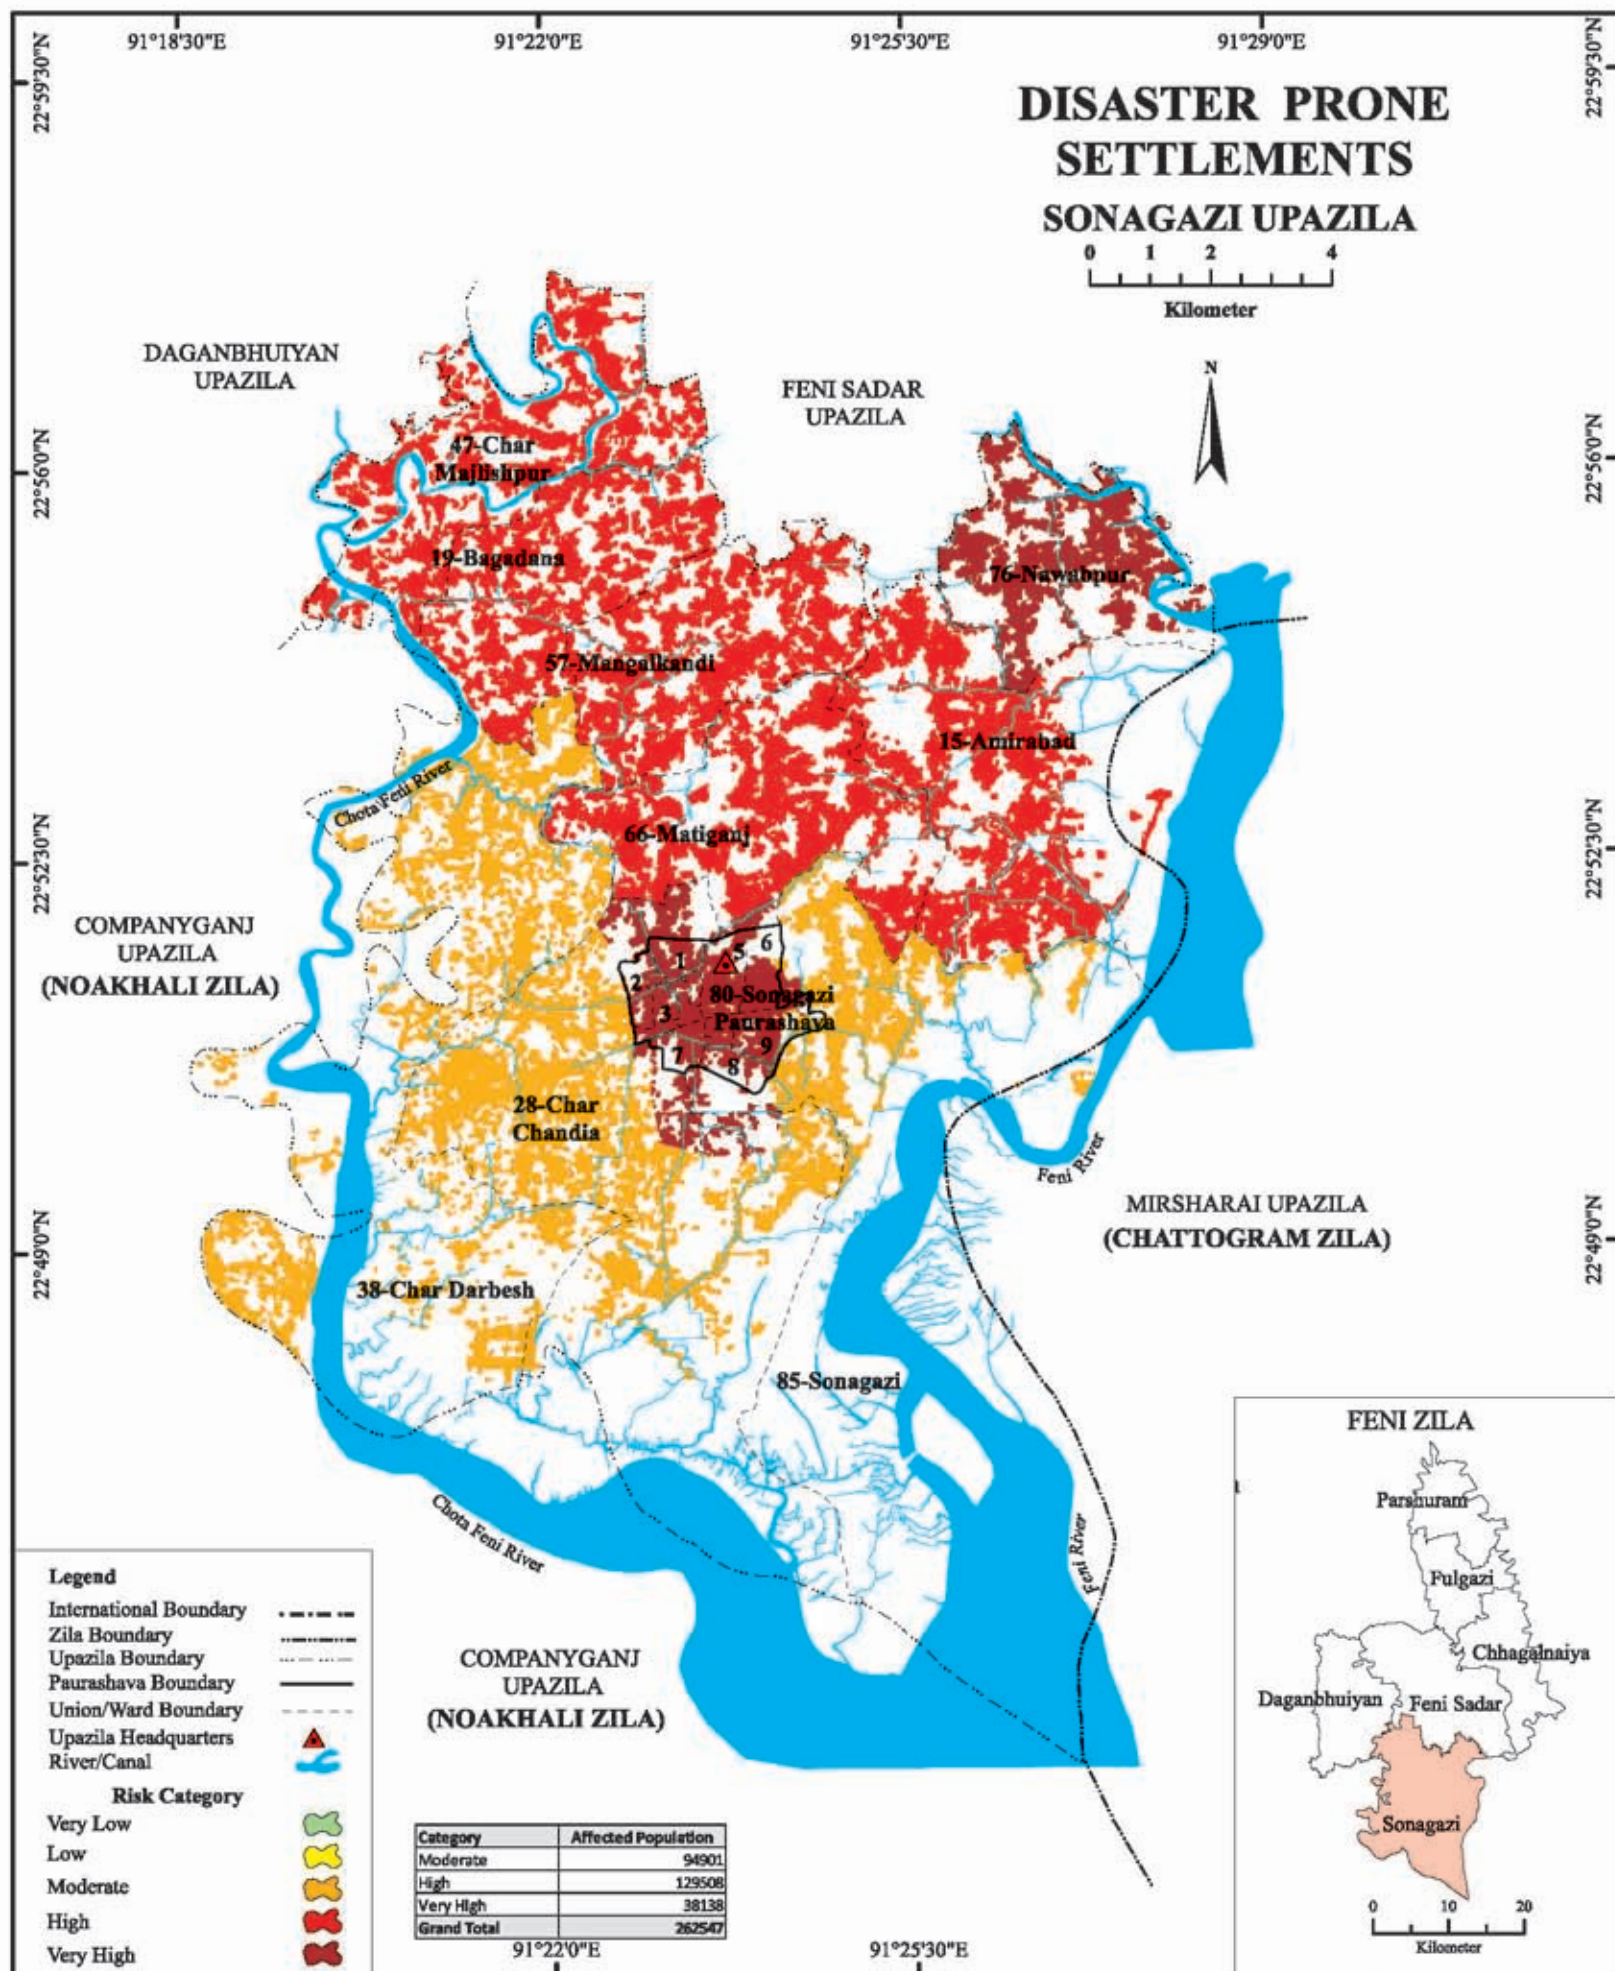 91°18'30"E 91°22'0"E 91°25'30"E 91°29'0"E
22°59'30"N 22°59'30"N
DISASTER PRONE
SETTLEMENTS
SONAGAZI UPAZILA
0 1 2 4
Kilometer
N
DAGANBHUIYAN
UPAZILA
FENI SADAR
UPAZILA
22°56'0"N 22°56'0"N
47-Char
Majlishpur
19-Bagadana
76-Nawabpur
57-Mangalkandi
15-Amirabad
Chota Feni River
66-Matiganj
22°52'30"N 22°52'30"N
COMPANYGANJ
UPAZILA
(NOAKHALI ZILA)
1 5 6
2
80-Sonagazi
Paurashava
3
7 8 9
28-Char
Chandia
Feni River
MIRSHARAI UPAZILA
(CHATTOGRAM ZILA)
22°49'0"N 22°49'0"N
38-Char Darbesh
85-Sonagazi
Chota Feni River
Feni River
COMPANYGANJ
UPAZILA
(NOAKHALI ZILA)
Legend
International Boundary
Zila Boundary
Upazila Boundary
Paurashava Boundary
Union/Ward Boundary
Upazila Headquarters
River/Canal
Risk Category
Very Low
Low
Moderate
High
Very High
Category Affected Population
Moderate 94901
High 129508
Very High 38138
Grand Total 262547
91°22'0"E 91°25'30"E
FENI ZILA
Parshuram
Fulgazi
Chhagalnaiya
Daganbhuiyan
Feni Sadar
Sonagazi
0 10 20
Kilometer